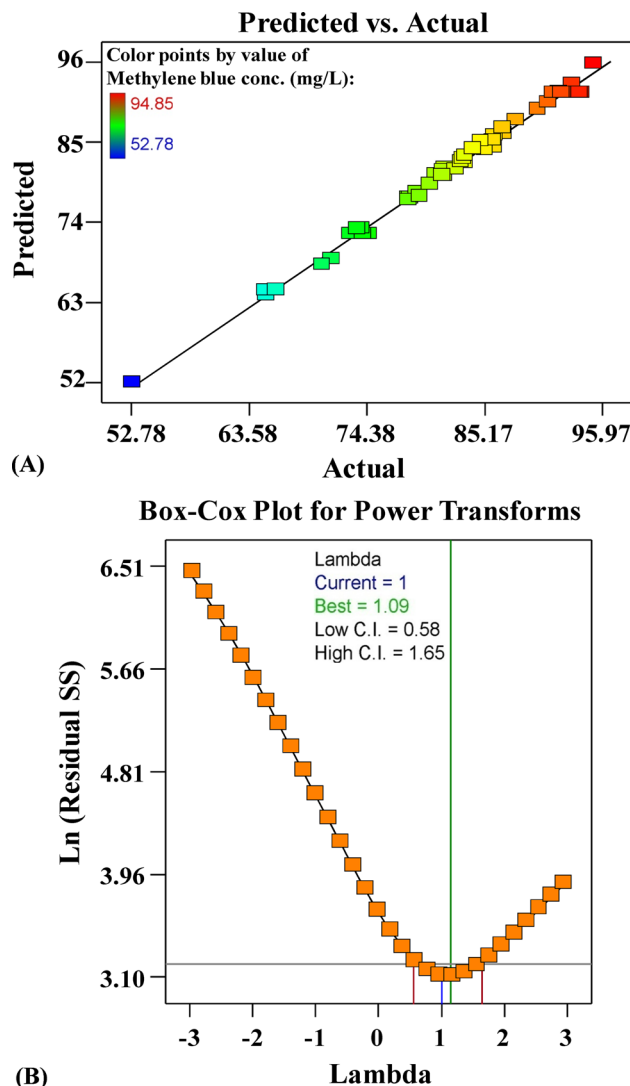 Predicted vs. Actual
Color points by value of
Methylene blue conc. (mg/L):
94.85
52.78
96
85
74
63
52
Predicted
52.78 63.58 74.38 85.17 95.97
Actual
(A)
Box-Cox Plot for Power Transforms
Lambda
Current = 1
Best = 1.09
Low C.I. = 0.58
High C.I. = 1.65
6.51
5.66
4.81
3.96
3.10
Ln (Residual SS)
-3 -2 -1 0 1 2 3
Lambda
(B)